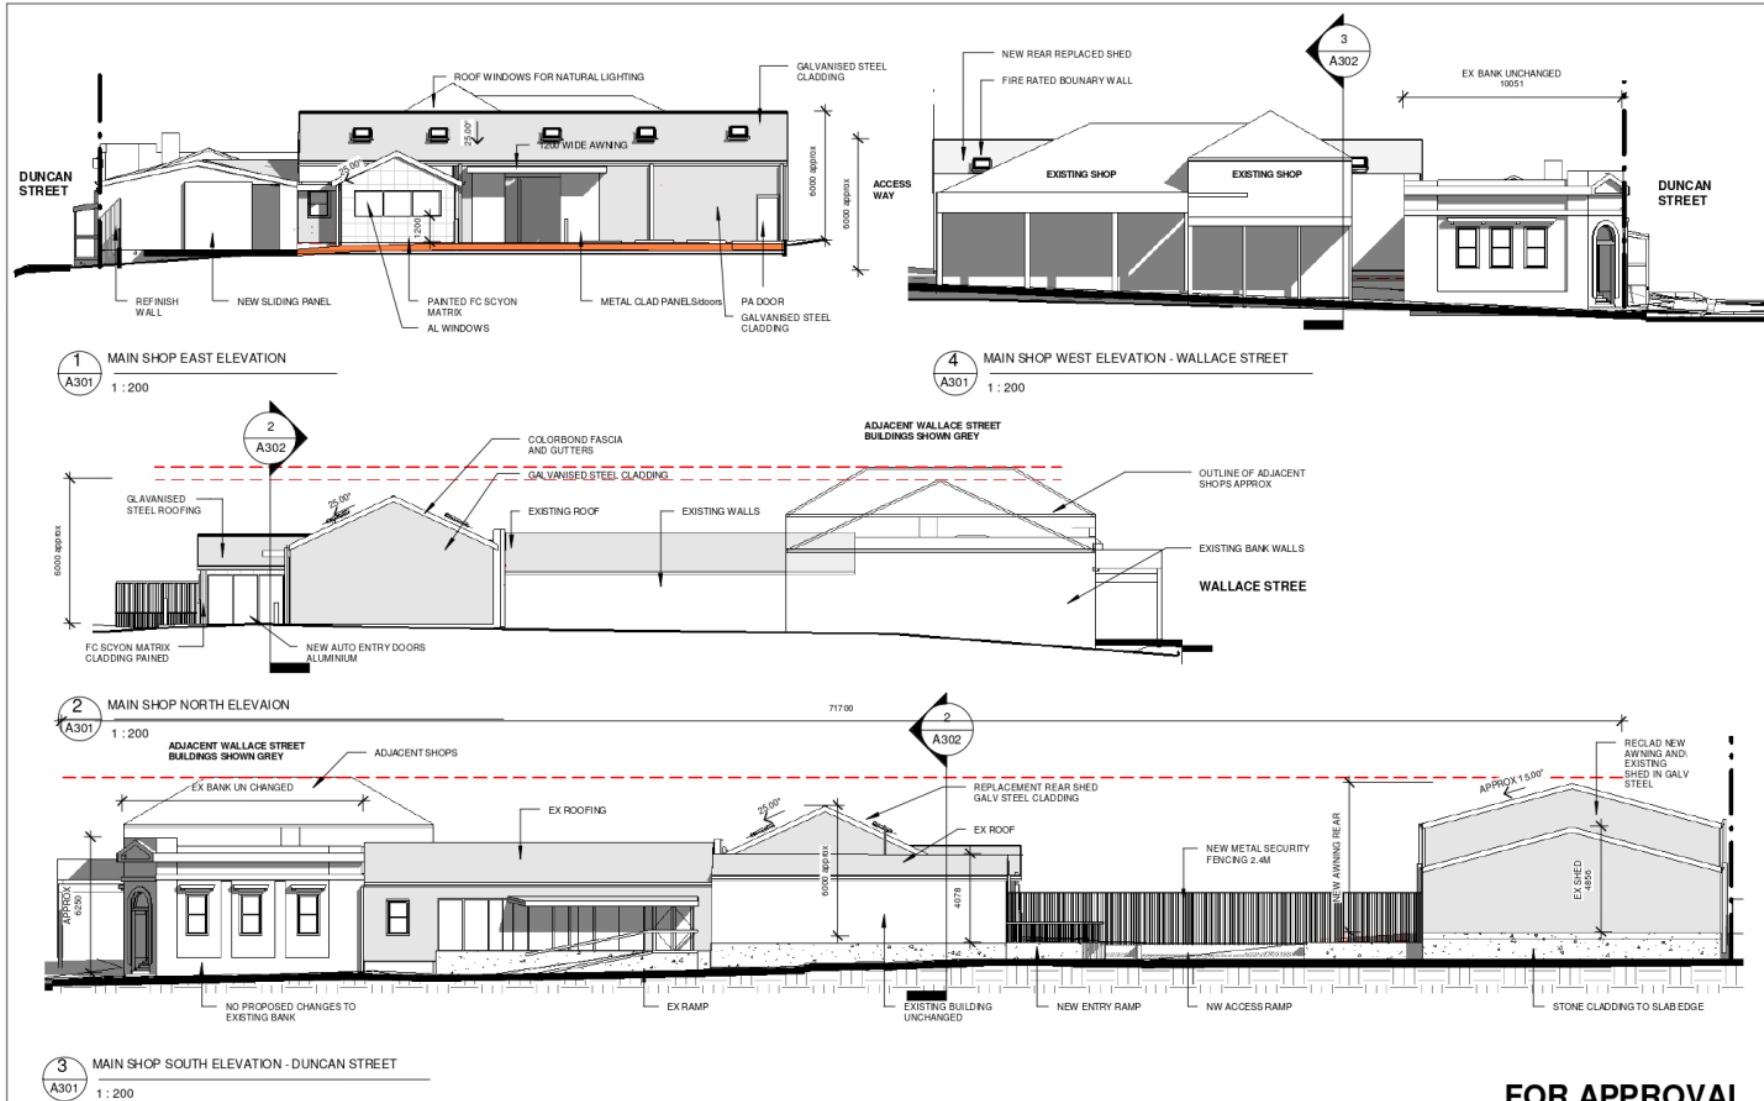 ROOF WINDOWS FOR NATURAL LIGHTING
GALVANISED STEEL
CLADDING
25.00°
1200 WIDE AWNING
25.00°
DUNCAN
STREET
1200
6000 approx
6000 approx
REFINISH
WALL
NEW SLIDING PANEL
PAINTED FC SCYON
MATRIX
AL WINDOWS
METAL CLAD PANELS/doors
PA DOOR
GALVANISED STEEL
CLADDING
1
A301
MAIN SHOP EAST ELEVATION
1 : 200
NEW REAR REPLACED SHED
FIRE RATED BOUNARY WALL
3
A302
EX BANK UNCHANGED
10051
ACCESS
WAY
EXISTING SHOP
EXISTING SHOP
DUNCAN
STREET
4
A301
MAIN SHOP WEST ELEVATION - WALLACE STREET
1 : 200
2
A302
COLORBOND FASCIA
AND GUTTERS
GALVANISED STEEL CLADDING
ADJACENT WALLACE STREET
BUILDINGS SHOWN GREY
OUTLINE OF ADJACENT
SHOPS APPROX
GLAVANISED
STEEL ROOFING
25.00°
EXISTING ROOF
EXISTING WALLS
6000 approx
EXISTING BANK WALLS
WALLACE STREE
FC SCYON MATRIX
CLADDING PAINED
NEW AUTO ENTRY DOORS
ALUMINIUM
2
A301
MAIN SHOP NORTH ELEVAION
1 : 200
71700
2
A302
ADJACENT WALLACE STREET
BUILDINGS SHOWN GREY
ADJACENT SHOPS
EX BANK UN CHANGED
EX ROOFING
25.00°
REPLACEMENT REAR SHED
GALV STEEL CLADDING
EX ROOF
NEW METAL SECURITY
FENCING 2.4M
APPROX 15.00°
RECLAD NEW
AWNING AND\
EXISTING
SHED IN GALV
STEEL
APPROX
6250
6000 approx
4078
NEW AWNING REAR
EX SHED
4856
NO PROPOSED CHANGES TO
EXISTING BANK
EX RAMP
EXISTING BUILDING
UNCHANGED
NEW ENTRY RAMP
NW ACCESS RAMP
STONE CLADDING TO SLAB EDGE
3
A301
MAIN SHOP SOUTH ELEVATION - DUNCAN STREET
1 : 200
FOR APPROVAL